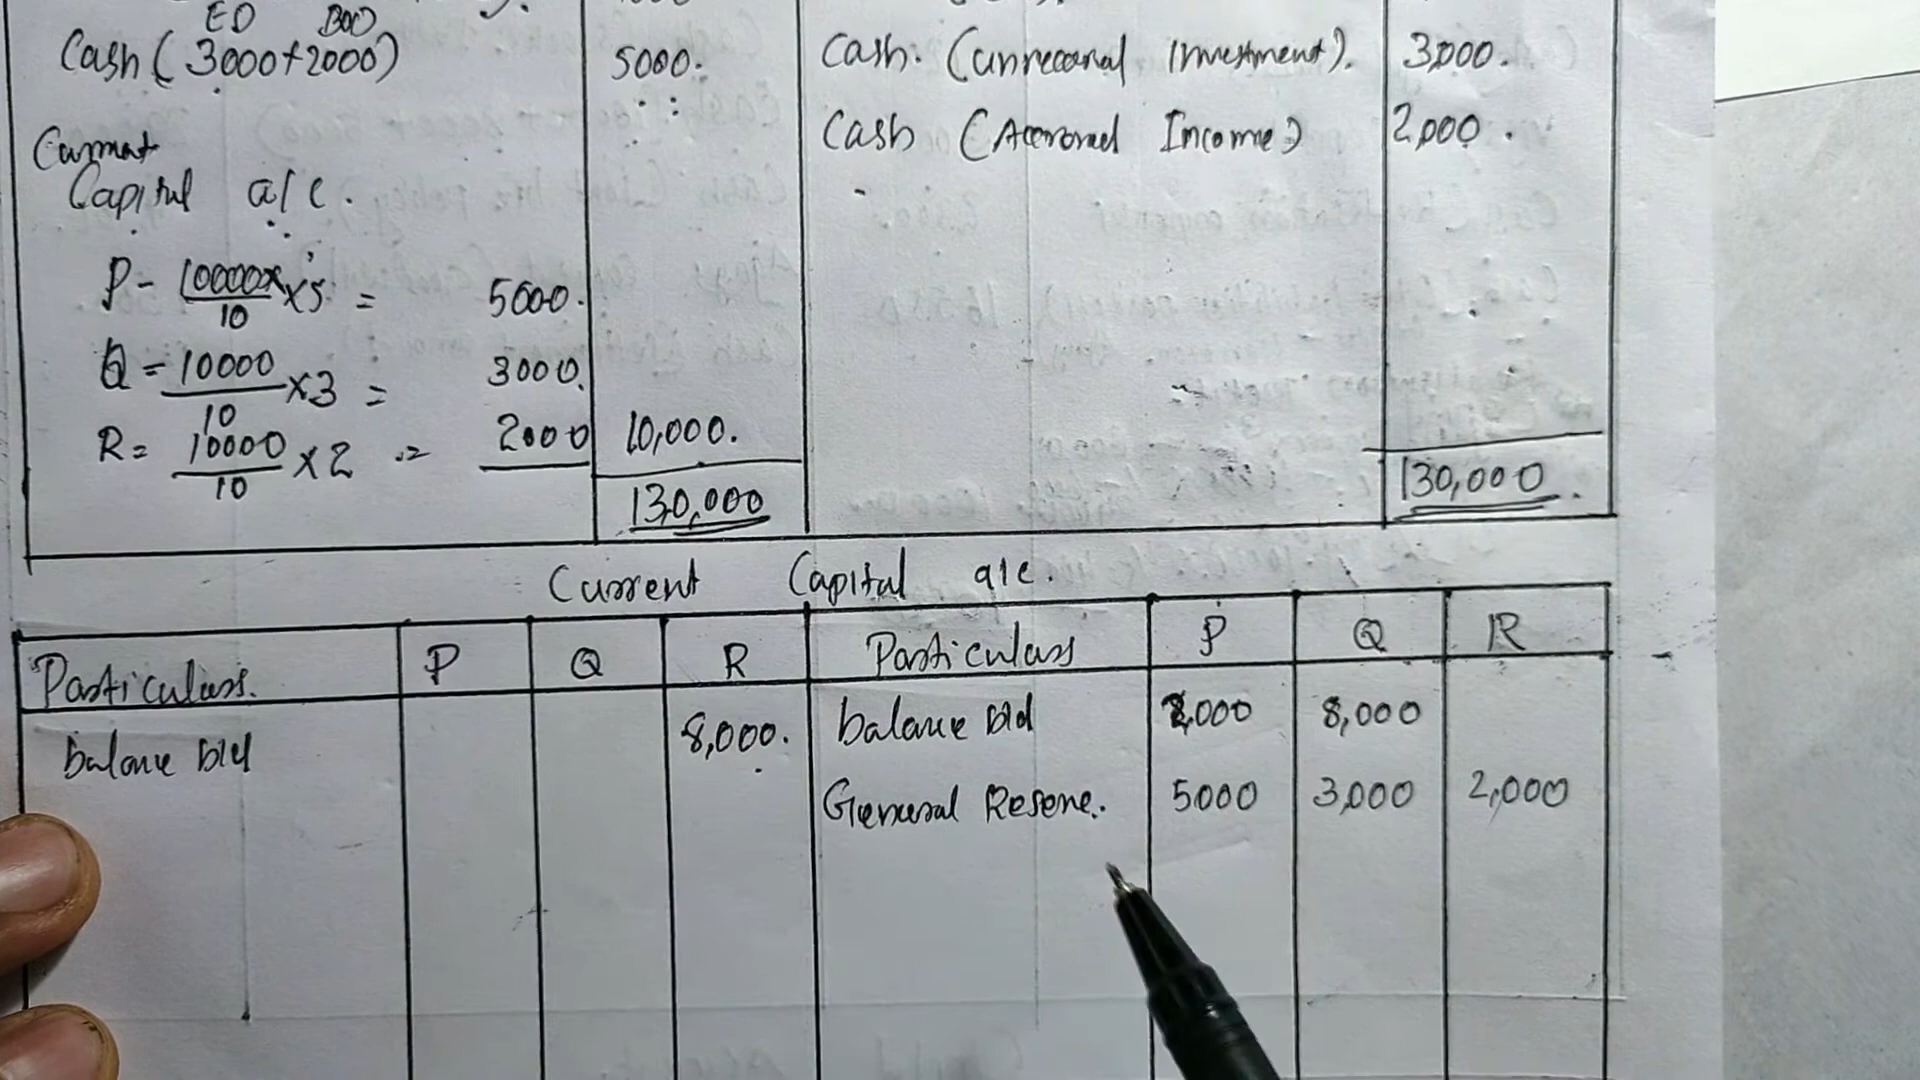 ED BOD
Cash (3000+2000) 5000.
Cash. (unrecorded Investment). 3,000.
Cash (Accrued Income) 2,000.
Current
Capital a/c.
P - 10000/10 x 5 = 5000.
Q = 10000/10 x 3 = 3000.
R = 10000/10 x 2 = 2000 10,000.
130,000 130,000.
Current Capital a/c.
Particulars. P Q R Particulars P Q R
balance b/d 8,000. balance b/d 8,000
General Reserve. 5000 3,000 2,000